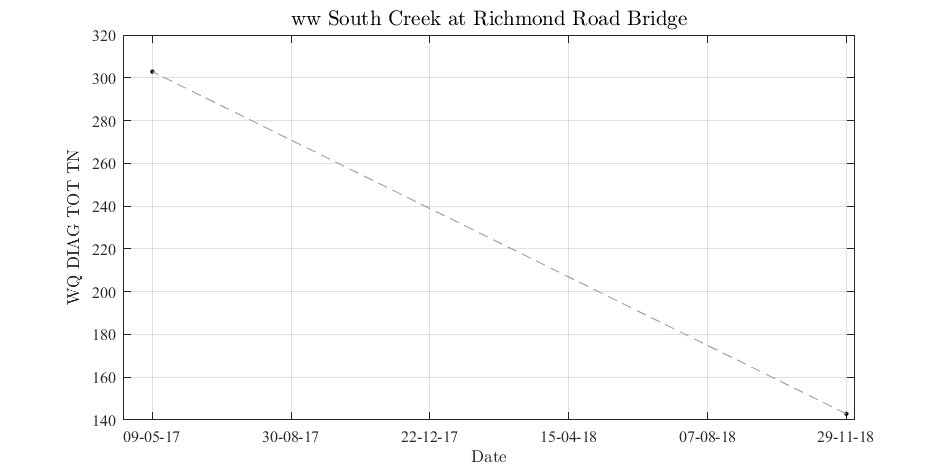 ww South Creek at Richmond Road Bridge
WQ DIAG TOT TN
320
300
280
260
240
220
200
180
160
140
09-05-17 30-08-17 22-12-17 15-04-18 07-08-18 29-11-18
Date